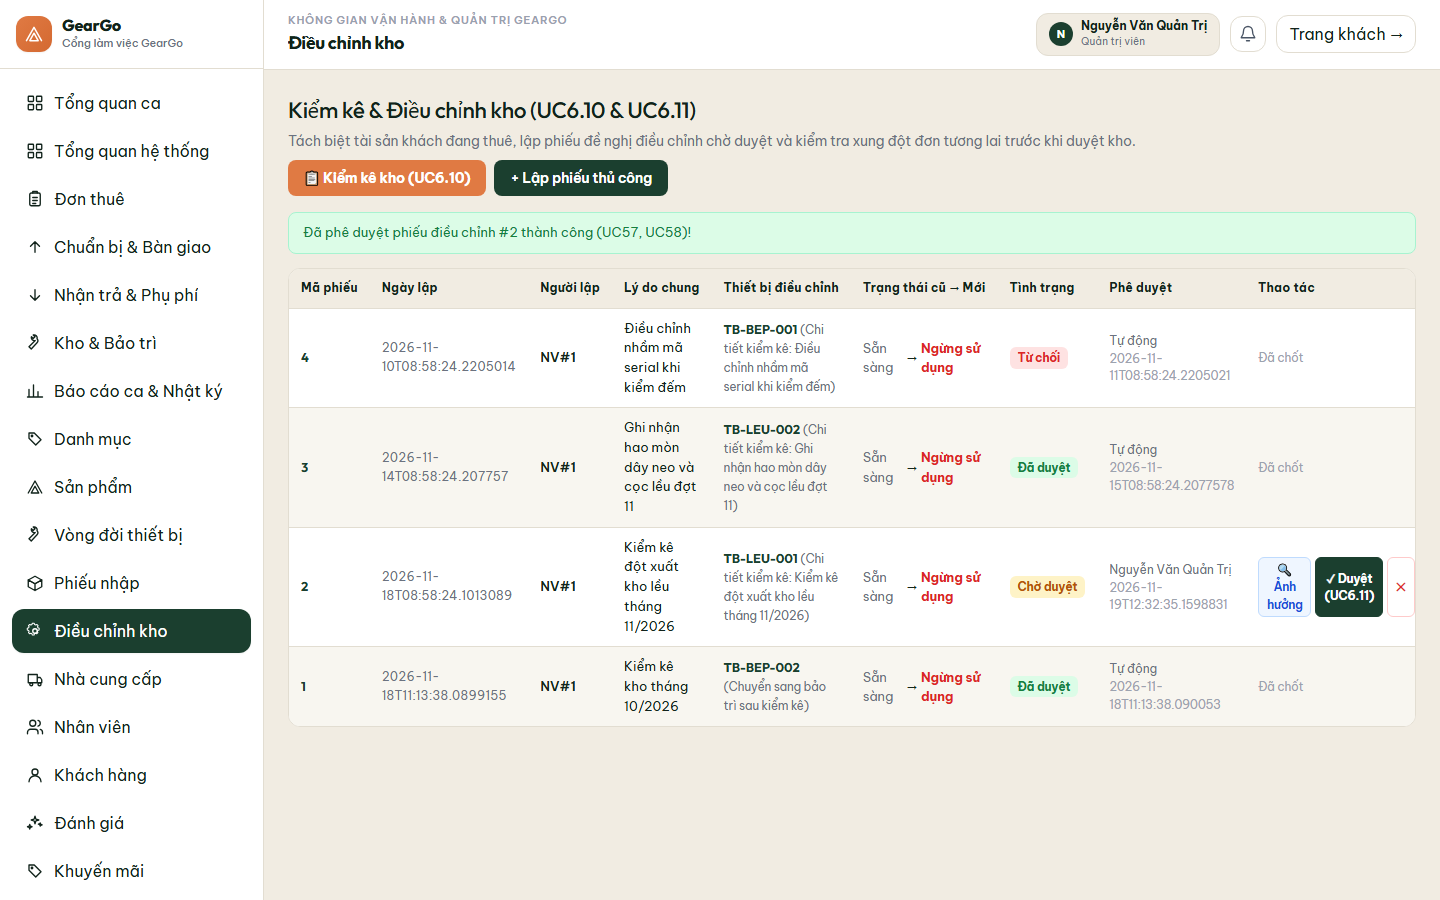 GearGo
Cổng làm việc GearGo
Tổng quan ca
Tổng quan hệ thống
Đơn thuê
Chuẩn bị & Bàn giao
Nhận trả & Phụ phí
Kho & Bảo trì
Báo cáo ca & Nhật ký
Danh mục
Sản phẩm
Vòng đời thiết bị
Phiếu nhập
Điều chỉnh kho
Nhà cung cấp
Nhân viên
Khách hàng
Đánh giá
Khuyến mãi
KHÔNG GIAN VẬN HÀNH & QUẢN TRỊ GEARGO
Điều chỉnh kho
N
Nguyễn Văn Quản Trị
Quản trị viên
Trang khách →
Kiểm kê & Điều chỉnh kho (UC6.10 & UC6.11)
Tách biệt tài sản khách đang thuê, lập phiếu đề nghị điều chỉnh chờ duyệt và kiểm tra xung đột đơn tương lai trước khi duyệt kho.
📋 Kiểm kê kho (UC6.10)
+ Lập phiếu thủ công
Đã phê duyệt phiếu điều chỉnh #2 thành công (UC57, UC58)!
Mã phiếu Ngày lập Người lập Lý do chung Thiết bị điều chỉnh Trạng thái cũ → Mới Tình trạng Phê duyệt Thao tác
4
2026-11-
10T08:58:24.2205014
NV#1
Điều chỉnh
nhầm mã
serial khi
kiểm đếm
TB-BEP-001 (Chi
tiết kiểm kê: Điều
chỉnh nhầm mã
serial khi kiểm đếm)
Sẵn
sàng
→
Ngừng sử
dụng
Từ chối
Tự động
2026-11-
11T08:58:24.2205021
Đã chốt
3
2026-11-
14T08:58:24.207757
NV#1
Ghi nhận
hao mòn
dây neo và
cọc lều đợt
11
TB-LEU-002 (Chi
tiết kiểm kê: Ghi
nhận hao mòn dây
neo và cọc lều đợt
11)
Sẵn
sàng
→
Ngừng sử
dụng
Đã duyệt
Tự động
2026-11-
15T08:58:24.2077578
Đã chốt
2
2026-11-
18T08:58:24.1013089
NV#1
Kiểm kê
đột xuất
kho lều
tháng
11/2026
TB-LEU-001 (Chi
tiết kiểm kê: Kiểm kê
đột xuất kho lều
tháng 11/2026)
Sẵn
sàng
→
Ngừng sử
dụng
Chờ duyệt
Nguyễn Văn Quản Trị
2026-11-
19T12:32:35.1598831
🔍
Ảnh
hưởng
✓ Duyệt
(UC6.11)
✕
1
2026-11-
18T11:13:38.0899155
NV#1
Kiểm kê
kho tháng
10/2026
TB-BEP-002
(Chuyển sang bảo
trì sau kiểm kê)
Sẵn
sàng
→
Ngừng sử
dụng
Đã duyệt
Tự động
2026-11-
18T11:13:38.090053
Đã chốt